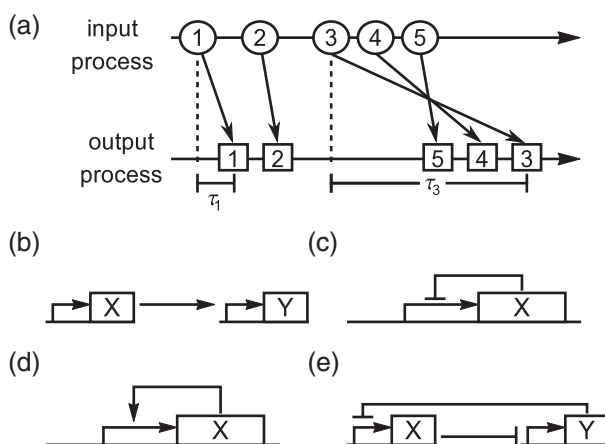 (a)
input process
1 2 3 4 5
output process
1 2 5 4 3
τ1
τ3
(b)
X
Y
(c)
X
(d)
X
(e)
X
Y